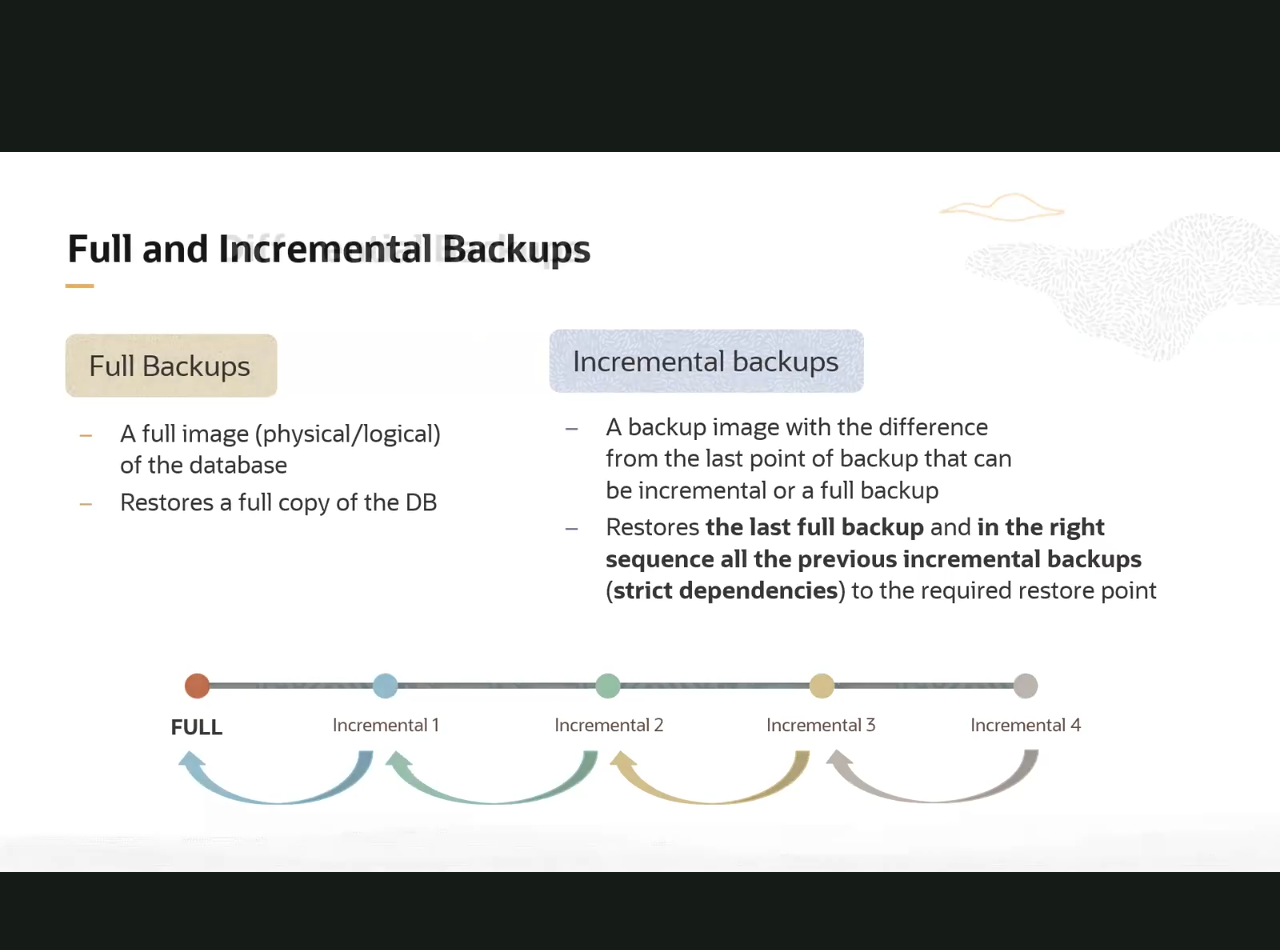 Full and Incremental Backups
Full Backups
– A full image (physical/logical)
of the database
– Restores a full copy of the DB
Incremental backups
– A backup image with the difference
from the last point of backup that can
be incremental or a full backup
– Restores the last full backup and in the right
sequence all the previous incremental backups
(strict dependencies) to the required restore point
FULL
Incremental 1
Incremental 2
Incremental 3
Incremental 4